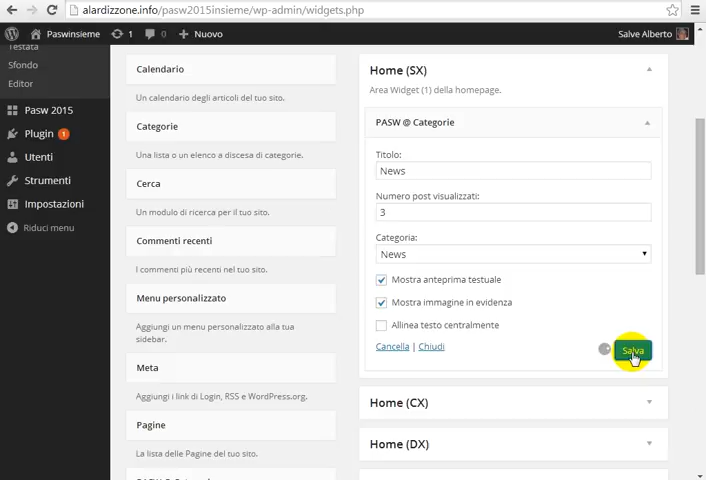 alardizzone.info/pasw2015insieme/wp-admin/widgets.php
Paswinsieme 1 0 Nuovo Salve Alberto
Testata
Sfondo
Editor
Pasw 2015
Plugin 1
Utenti
Strumenti
Impostazioni
Riduci menu
Calendario
Un calendario degli articoli del tuo sito.
Categorie
Una lista o un elenco a discesa di categorie.
Cerca
Un modulo di ricerca per il tuo sito.
Commenti recenti
I commenti più recenti nel tuo sito.
Menu personalizzato
Aggiungi un menu personalizzato alla tua
sidebar.
Meta
Aggiungi i link di Login, RSS e WordPress.org.
Pagine
La lista delle Pagine del tuo sito.
Home (SX)
Area Widget (1) della homepage.
PASW @ Categorie
Titolo:
News
Numero post visualizzati:
3
Categoria:
News
Mostra anteprima testuale
Mostra immagine in evidenza
Allinea testo centralmente
Cancella | Chiudi
Salva
Home (CX)
Home (DX)